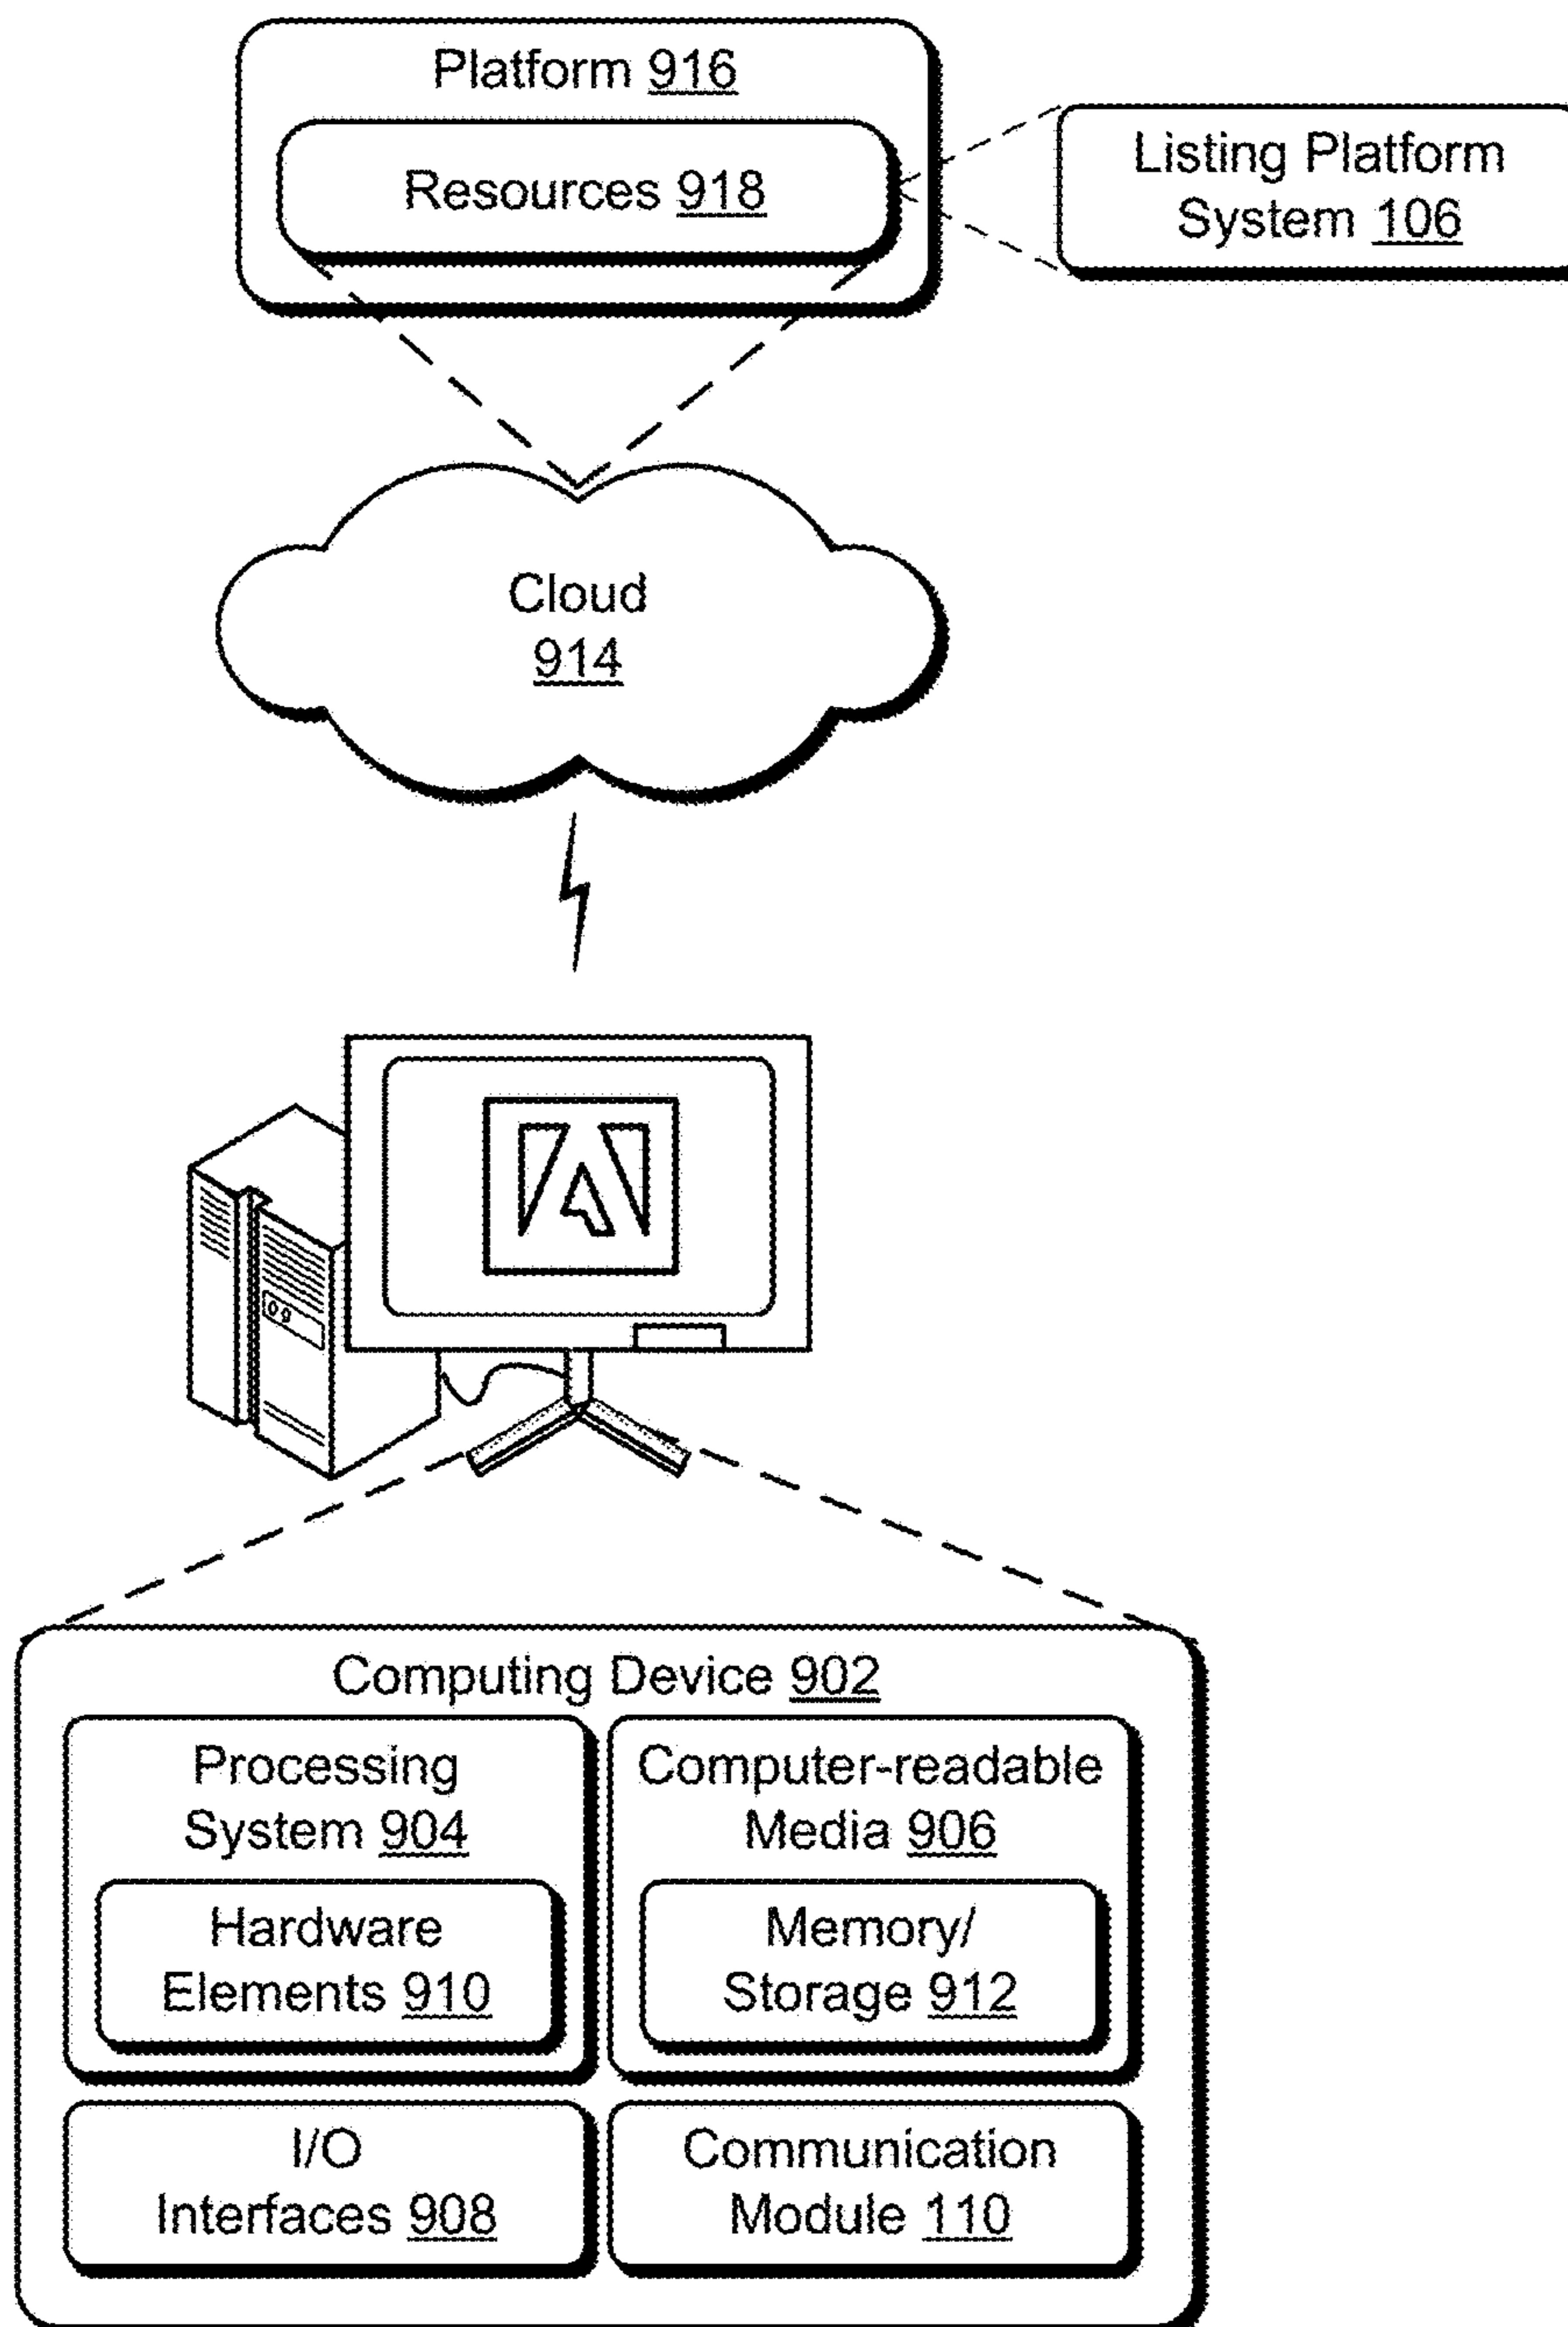 Platform 916
Resources 918
Listing Platform
System 106
Cloud
914
Computing Device 902
Processing
System 904
Hardware
Elements 910
Computer-readable
Media 906
Memory/
Storage 912
I/O
Interfaces 908
Communication
Module 110